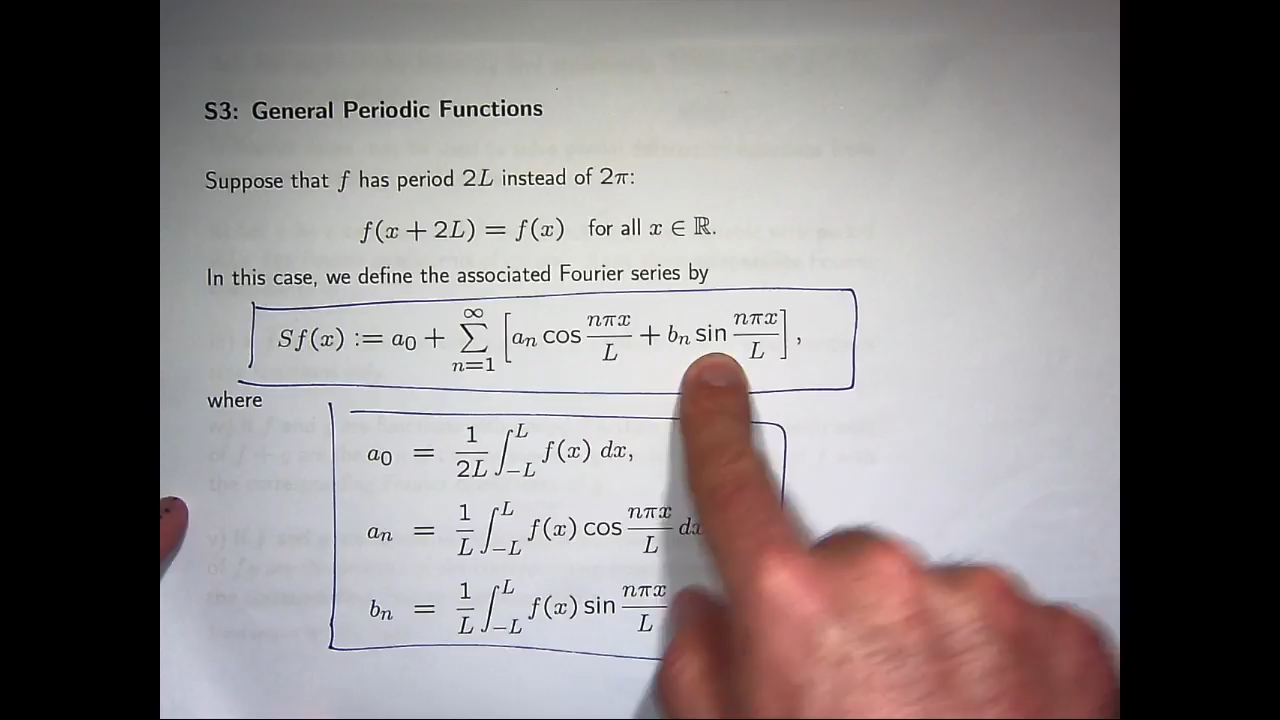 S3: General Periodic Functions
Suppose that f has period 2L instead of 2π:
f(x + 2L) = f(x) for all x ∈ ℝ.
In this case, we define the associated Fourier series by
Sf(x) := a₀ + ∑_{n=1}^{∞} [aₙ cos nπx/L + bₙ sin nπx/L],
where
a₀ = 1/2L ∫_{-L}^{L} f(x) dx,
aₙ = 1/L ∫_{-L}^{L} f(x) cos nπx/L dx
bₙ = 1/L ∫_{-L}^{L} f(x) sin nπx/L